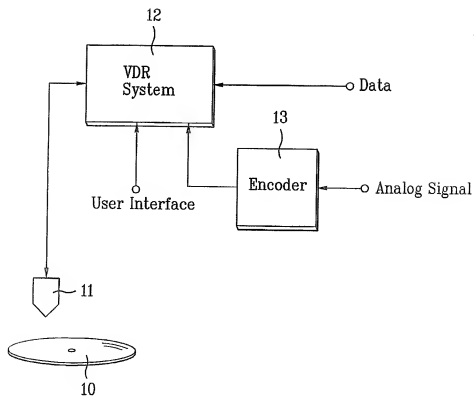 12
VDR
System
Data
13
Encoder
Analog Signal
User Interface
11
10